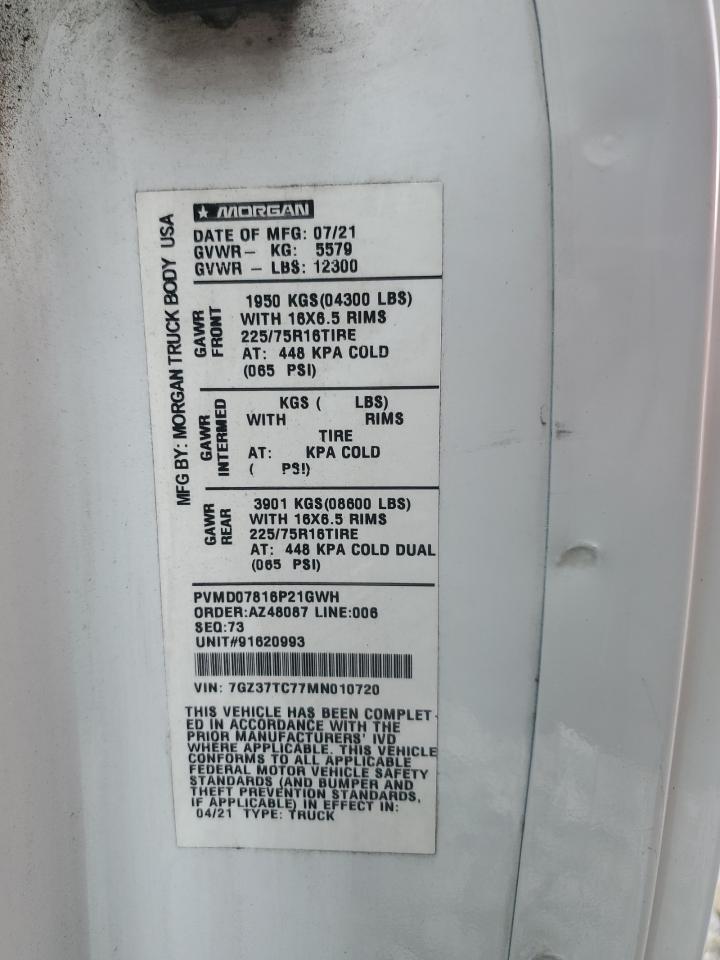 ★ MORGAN
DATE OF MFG: 07/21
GVWR- KG: 5579
GVWR - LBS: 12300
MFG BY: MORGAN TRUCK BODY USA
GAWR
FRONT
1950 KGS(04300 LBS)
WITH 16X6.5 RIMS
225/75R16TIRE
AT: 448 KPA COLD
(065 PSI)
GAWR
INTERMED
KGS ( LBS)
WITH RIMS
TIRE
AT: KPA COLD
( PSI)
GAWR
REAR
3901 KGS(08600 LBS)
WITH 16X6.5 RIMS
225/75R16TIRE
AT: 448 KPA COLD DUAL
(065 PSI)
PVMD07816P21GWH
ORDER:AZ48087 LINE:006
SEQ:73
UNIT#91620993
VIN: 7GZ37TC77MN010720
THIS VEHICLE HAS BEEN COMPLET-
ED IN ACCORDANCE WITH THE
PRIOR MANUFACTURERS' IVD
WHERE APPLICABLE. THIS VEHICLE
CONFORMS TO ALL APPLICABLE
FEDERAL MOTOR VEHICLE SAFETY
STANDARDS (AND BUMPER AND
THEFT PREVENTION STANDARDS,
IF APPLICABLE) IN EFFECT IN:
04/21 TYPE: TRUCK